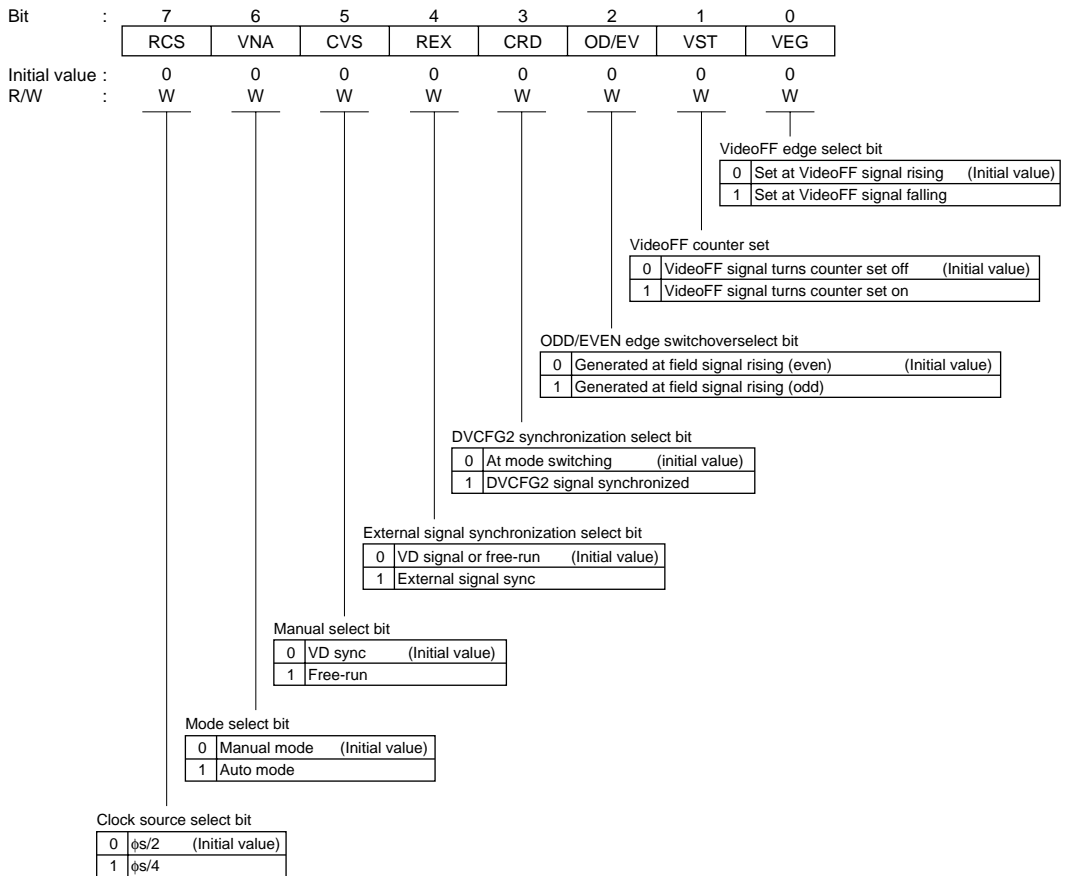 Bit : 7 6 5 4 3 2 1 0
RCS VNA CVS REX CRD OD/EV VST VEG
Initial value : 0 0 0 0 0 0 0 0
R/W : W W W W W W W W
VideoFF edge select bit
0 Set at VideoFF signal rising (Initial value)
1 Set at VideoFF signal falling
VideoFF counter set
0 VideoFF signal turns counter set off (Initial value)
1 VideoFF signal turns counter set on
ODD/EVEN edge switchoverselect bit
0 Generated at field signal rising (even) (Initial value)
1 Generated at field signal rising (odd)
DVCFG2 synchronization select bit
0 At mode switching (initial value)
1 DVCFG2 signal synchronized
External signal synchronization select bit
0 VD signal or free-run (Initial value)
1 External signal sync
Manual select bit
0 VD sync (Initial value)
1 Free-run
Mode select bit
0 Manual mode (Initial value)
1 Auto mode
Clock source select bit
0 ϕs/2 (Initial value)
1 ϕs/4